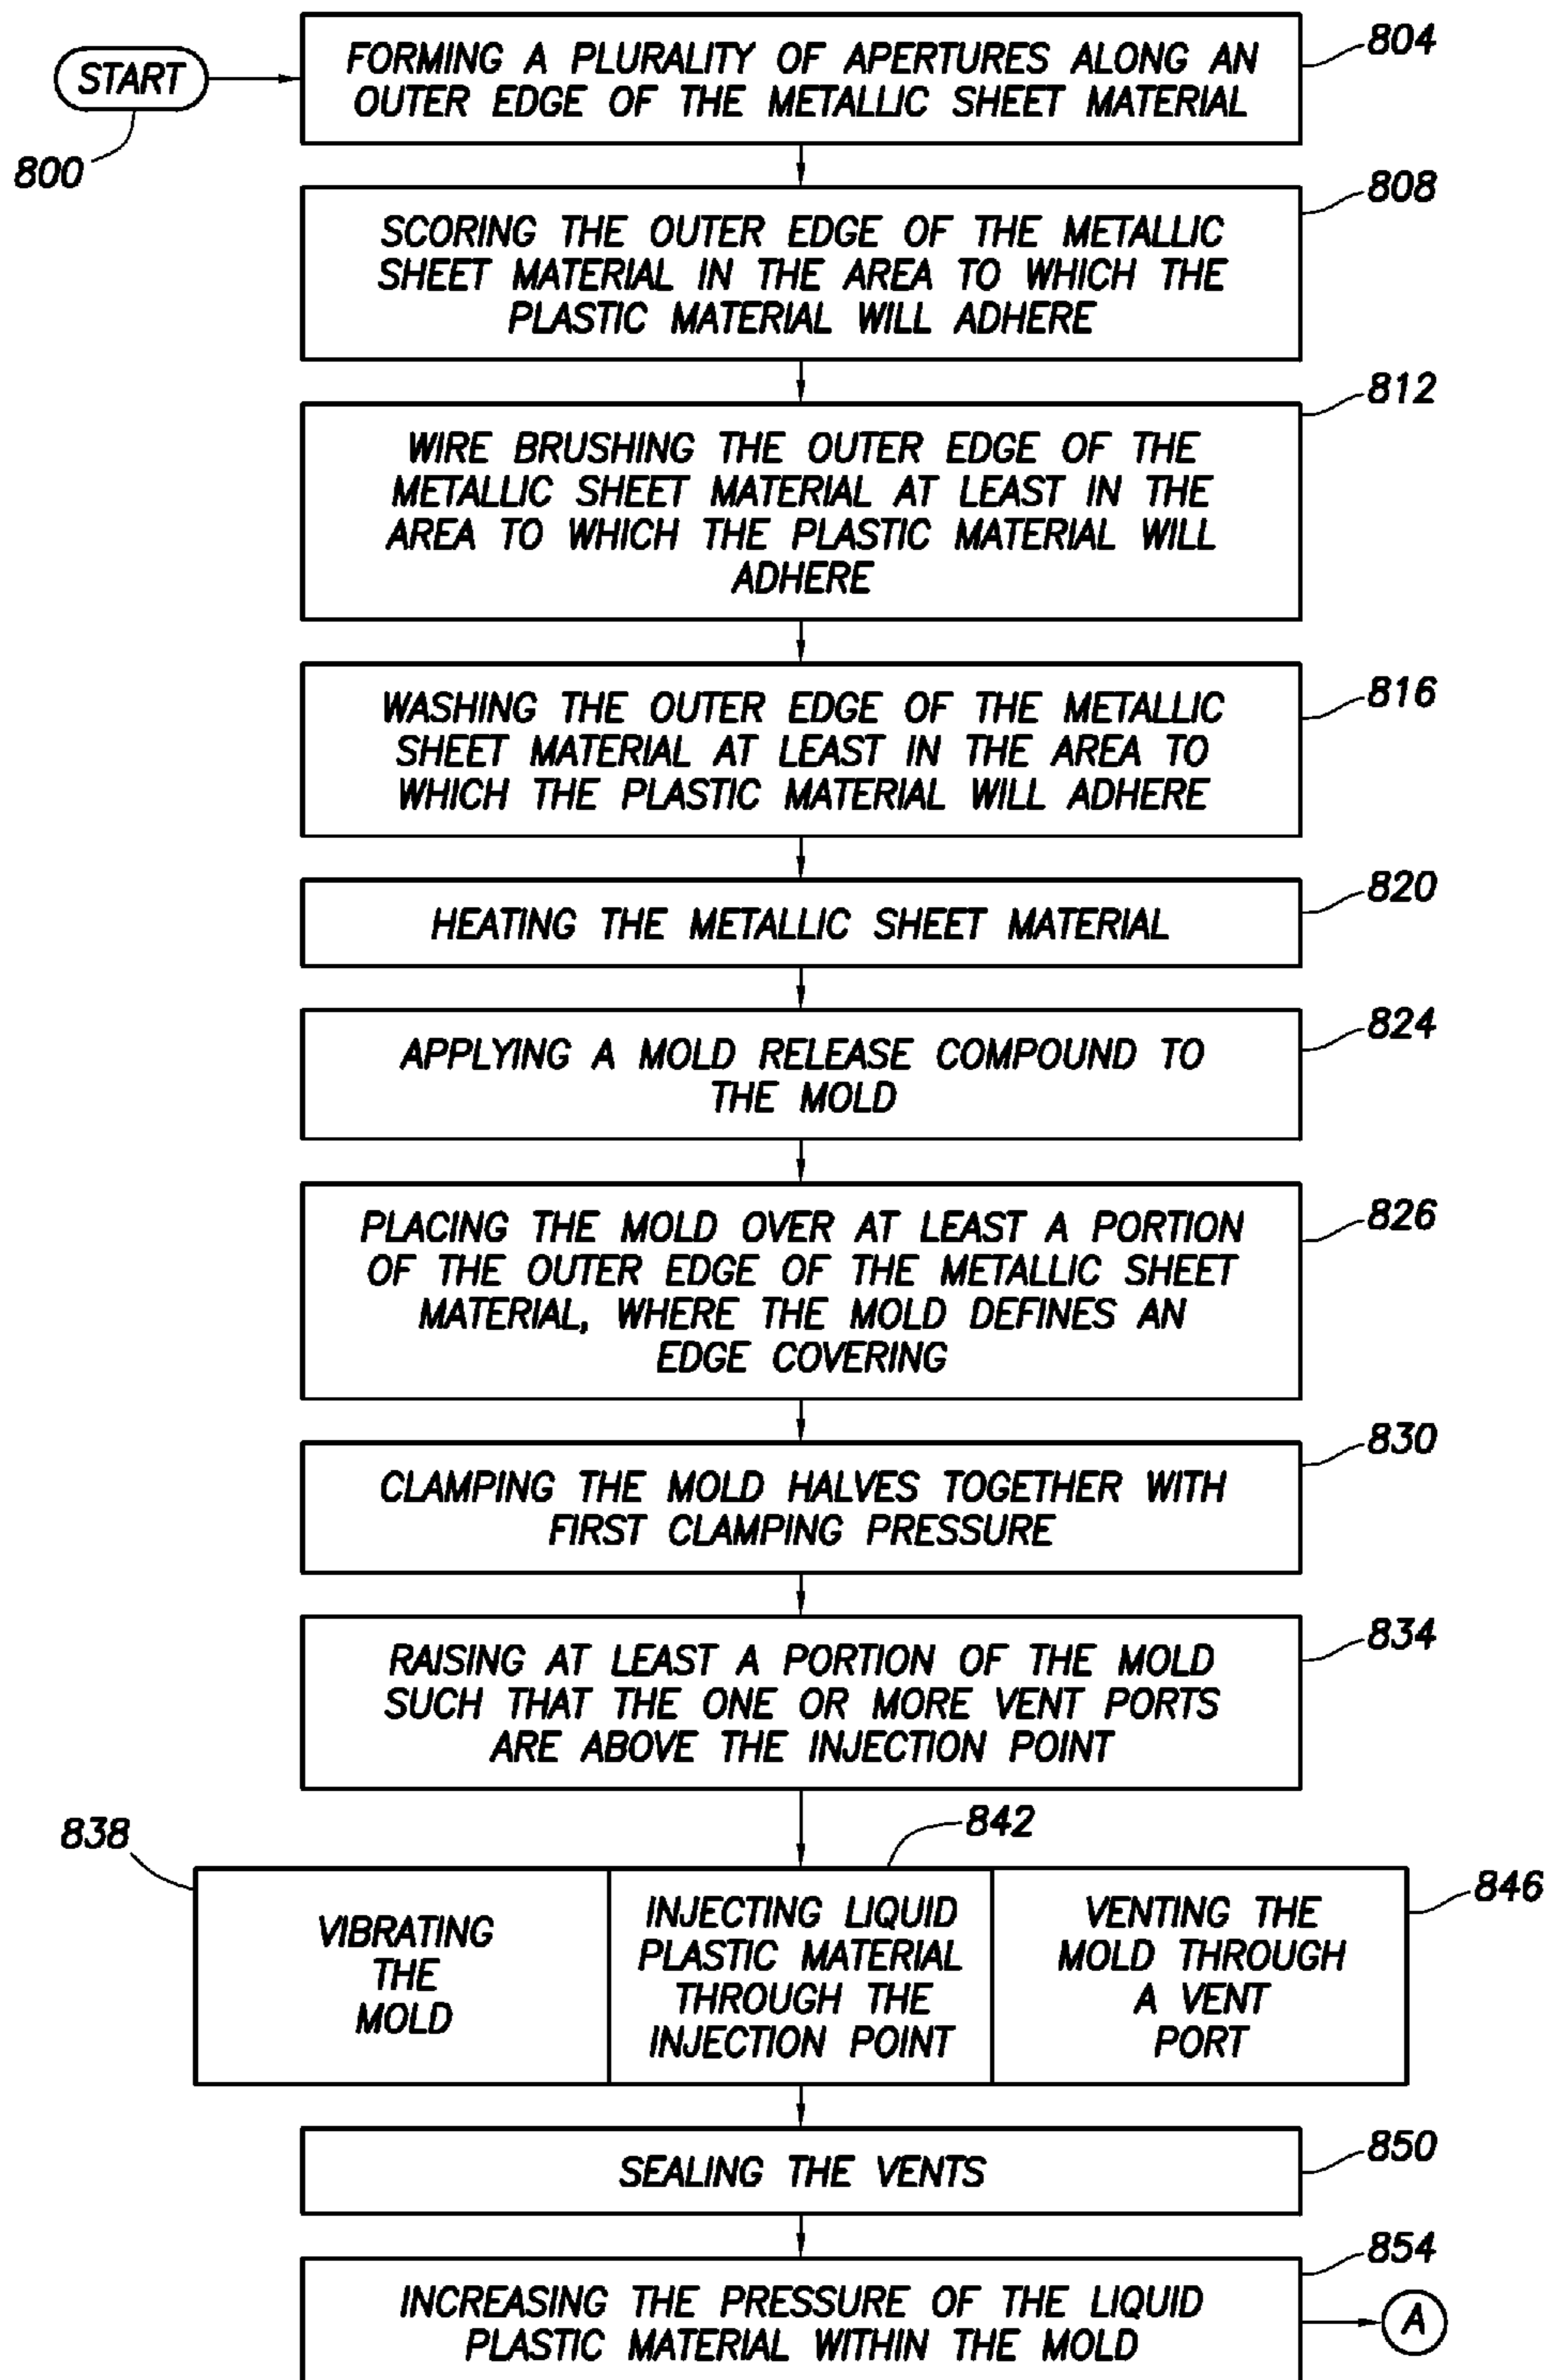 START
800
FORMING A PLURALITY OF APERTURES ALONG AN
OUTER EDGE OF THE METALLIC SHEET MATERIAL
804
SCORING THE OUTER EDGE OF THE METALLIC
SHEET MATERIAL IN THE AREA TO WHICH THE
PLASTIC MATERIAL WILL ADHERE
808
WIRE BRUSHING THE OUTER EDGE OF THE
METALLIC SHEET MATERIAL AT LEAST IN THE
AREA TO WHICH THE PLASTIC MATERIAL WILL
ADHERE
812
WASHING THE OUTER EDGE OF THE METALLIC
SHEET MATERIAL AT LEAST IN THE AREA TO
WHICH THE PLASTIC MATERIAL WILL ADHERE
816
HEATING THE METALLIC SHEET MATERIAL
820
APPLYING A MOLD RELEASE COMPOUND TO
THE MOLD
824
PLACING THE MOLD OVER AT LEAST A PORTION
OF THE OUTER EDGE OF THE METALLIC SHEET
MATERIAL, WHERE THE MOLD DEFINES AN
EDGE COVERING
826
CLAMPING THE MOLD HALVES TOGETHER WITH
FIRST CLAMPING PRESSURE
830
RAISING AT LEAST A PORTION OF THE MOLD
SUCH THAT THE ONE OR MORE VENT PORTS
ARE ABOVE THE INJECTION POINT
834
838
VIBRATING
THE
MOLD
842
INJECTING LIQUID
PLASTIC MATERIAL
THROUGH THE
INJECTION POINT
846
VENTING THE
MOLD THROUGH
A VENT
PORT
SEALING THE VENTS
850
INCREASING THE PRESSURE OF THE LIQUID
PLASTIC MATERIAL WITHIN THE MOLD
854
A